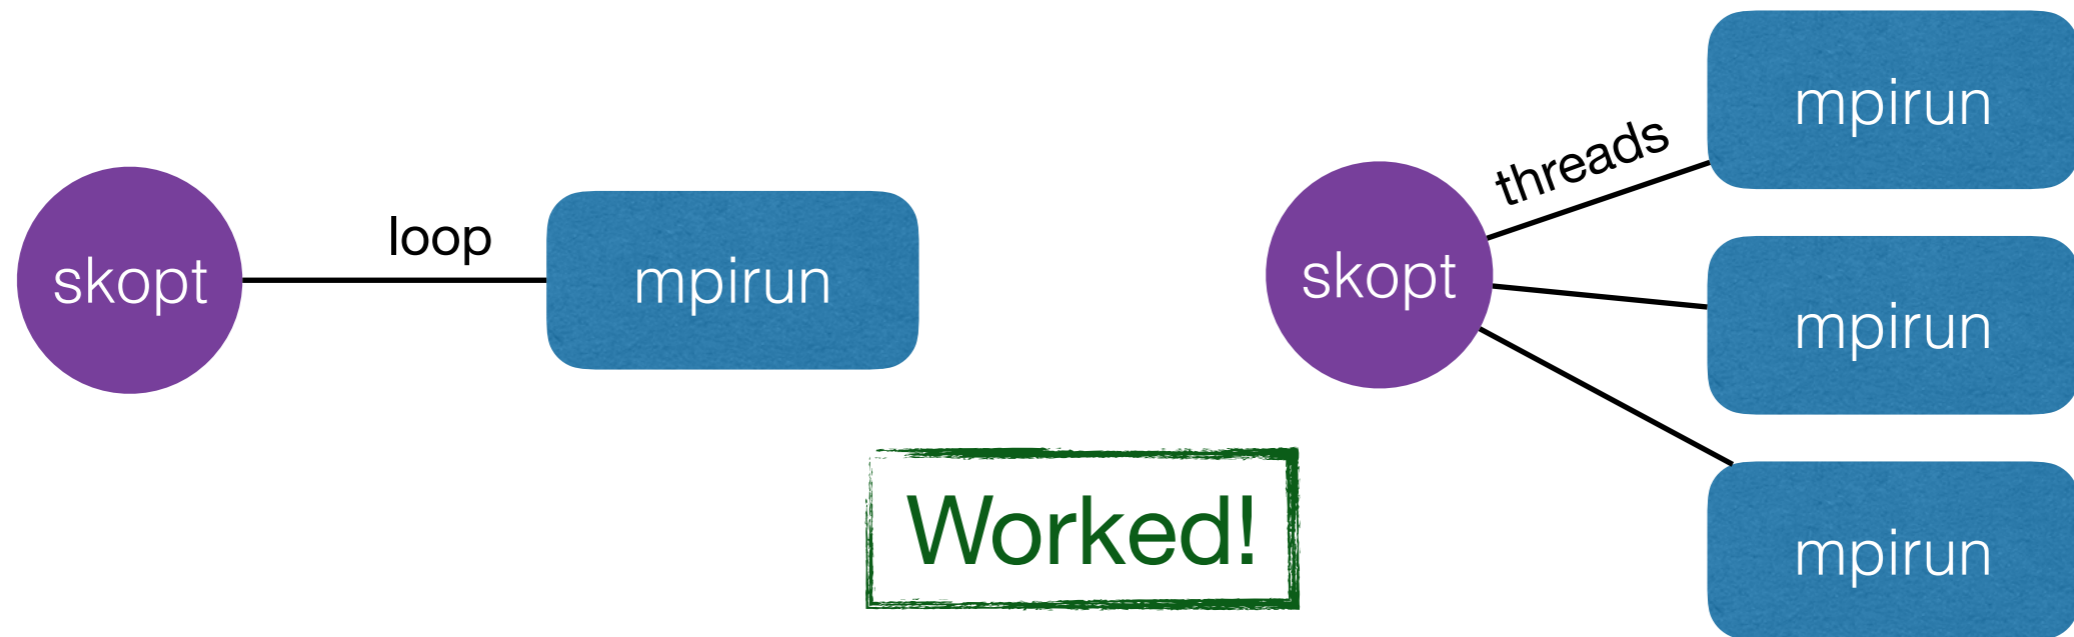 skopt
loop
mpirun
skopt
threads
mpirun
mpirun
mpirun
Worked!